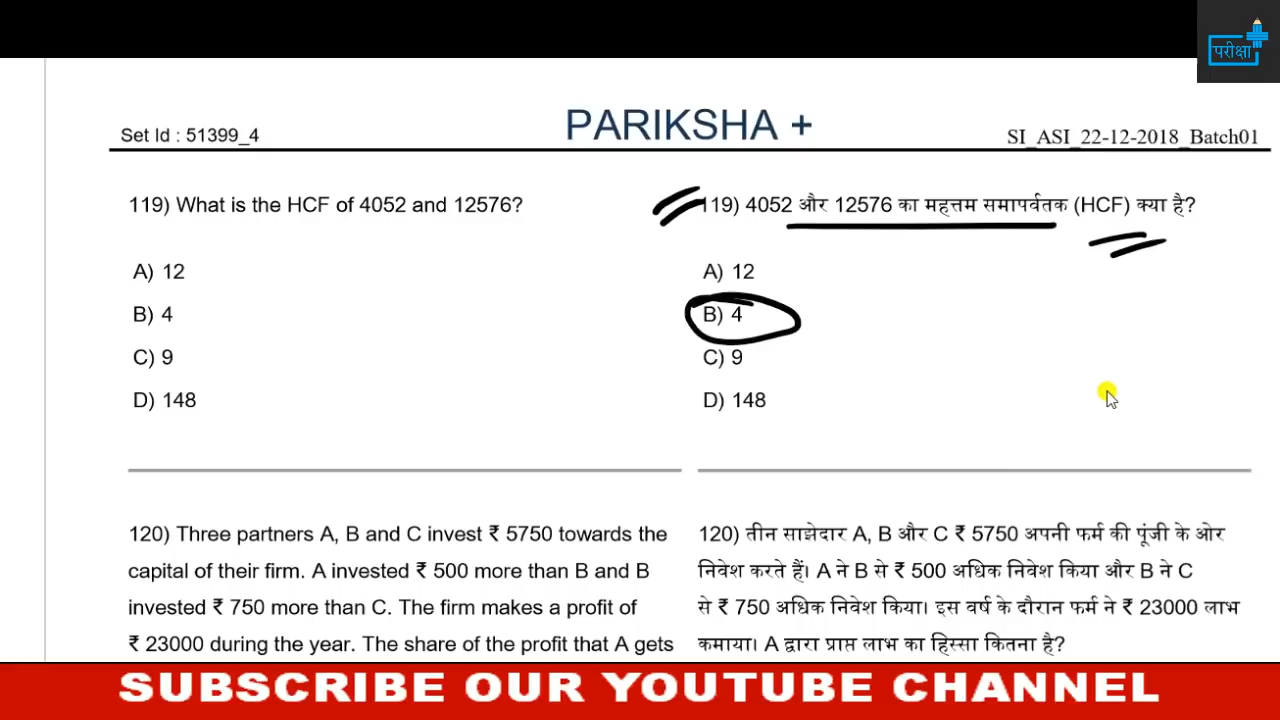 परीक्षा
Set Id : 51399_4
PARIKSHA +
SI_ASI_22-12-2018_Batch01
119) What is the HCF of 4052 and 12576?
A) 12
B) 4
C) 9
D) 148
119) 4052 और 12576 का महत्तम समापर्वतक (HCF) क्या है?
A) 12
B) 4
C) 9
D) 148
120) Three partners A, B and C invest ₹ 5750 towards the
capital of their firm. A invested ₹ 500 more than B and B
invested ₹ 750 more than C. The firm makes a profit of
₹ 23000 during the year. The share of the profit that A gets
120) तीन साझेदार A, B और C ₹ 5750 अपनी फर्म की पूंजी के ओर
निवेश करते हैं। A ने B से ₹ 500 अधिक निवेश किया और B ने C
से ₹ 750 अधिक निवेश किया। इस वर्ष के दौरान फर्म ने ₹ 23000 लाभ
कमाया। A द्वारा प्राप्त लाभ का हिस्सा कितना है?
SUBSCRIBE OUR YOUTUBE CHANNEL